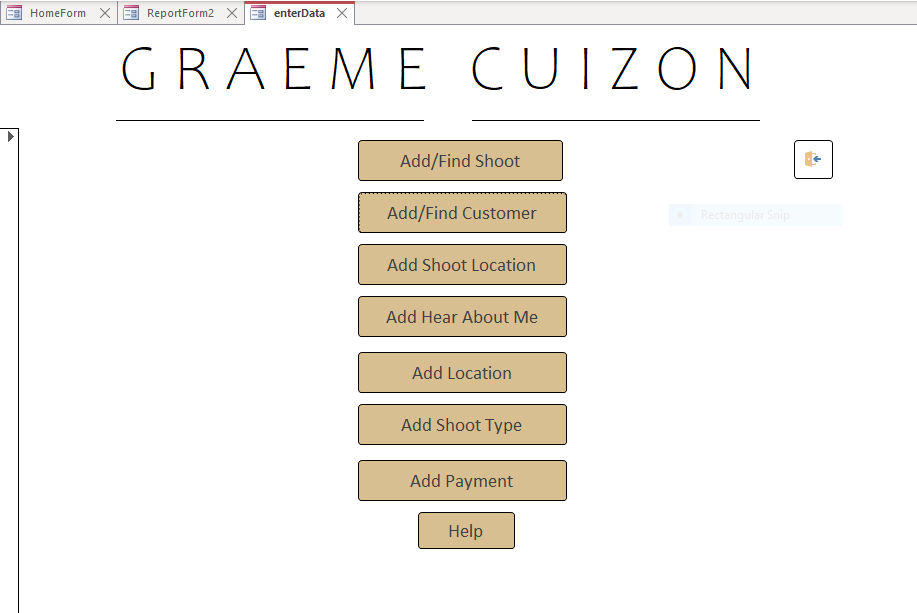 HomeForm ReportForm2 enterData
GRAEME CUIZON
Add/Find Shoot
Add/Find Customer
Rectangular Snip
Add Shoot Location
Add Hear About Me
Add Location
Add Shoot Type
Add Payment
Help